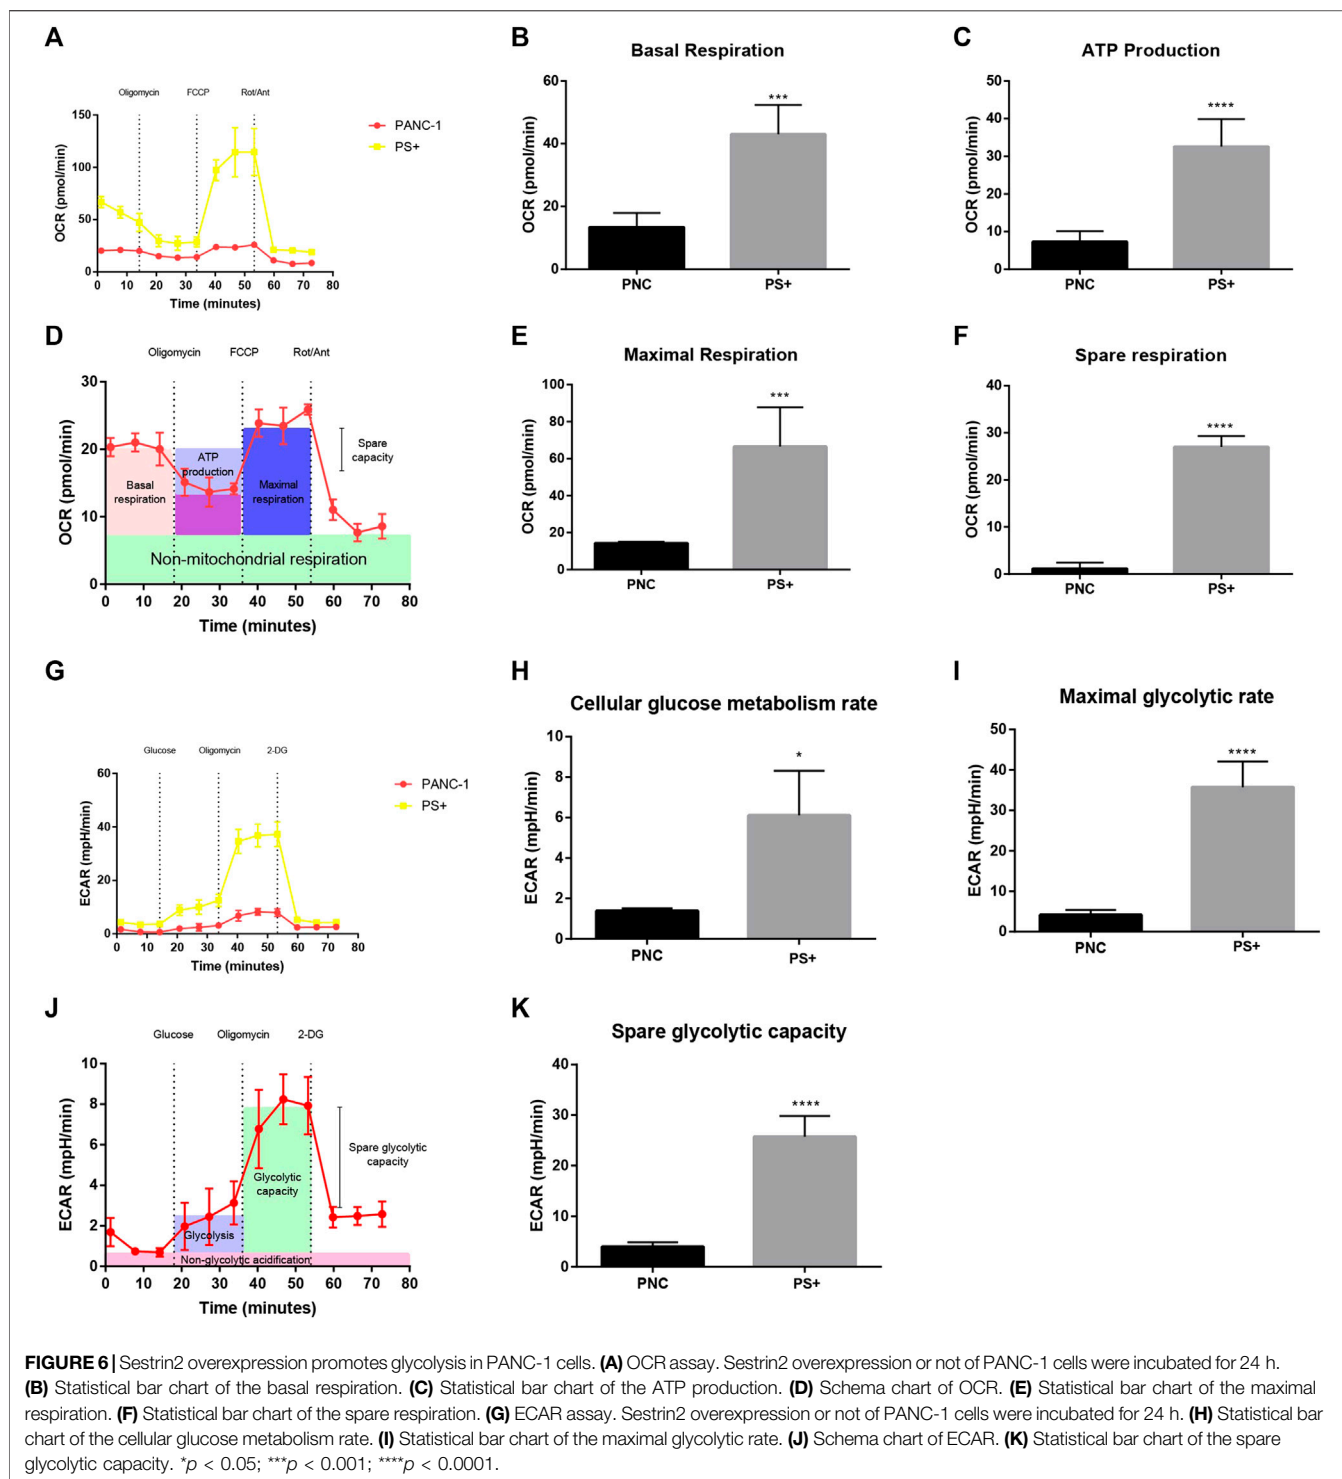 A
Oligomycin FCCP Rot/Ant
150
100
50
0
OCR (pmol/min)
0 10 20 30 40 50 60 70 80
Time (minutes)
PANC-1
PS+
B
Basal Respiration
60
40
20
0
OCR (pmol/min)
***
PNC PS+
C
ATP Production
50
40
30
20
10
0
OCR (pmol/min)
****
PNC PS+
D
Oligomycin FCCP Rot/Ant
30
20
10
0
OCR (pmol/min)
ATP
production
Basal
respiration
Maximal
respiration
Spare
capacity
Non-mitochondrial respiration
0 10 20 30 40 50 60 70 80
Time (minutes)
E
Maximal Respiration
100
80
60
40
20
0
OCR (pmol/min)
***
PNC PS+
F
Spare respiration
40
30
20
10
0
OCR (pmol/min)
****
PNC PS+
G
Glucose Oligomycin 2-DG
60
40
20
0
ECAR (mpH/min)
0 10 20 30 40 50 60 70 80
Time (minutes)
PANC-1
PS+
H
Cellular glucose metabolism rate
10
8
6
4
2
0
ECAR (mpH/min)
*
PNC PS+
I
Maximal glycolytic rate
50
40
30
20
10
0
ECAR (mpH/min)
****
PNC PS+
J
Glucose Oligomycin 2-DG
10
8
6
4
2
0
ECAR (mpH/min)
Spare glycolytic
capacity
Glycolytic
capacity
Glycolysis
Non-glycolytic acidification
0 10 20 30 40 50 60 70 80
Time (minutes)
K
Spare glycolytic capacity
40
30
20
10
0
ECAR (mpH/min)
****
PNC PS+
FIGURE 6 | Sestrin2 overexpression promotes glycolysis in PANC-1 cells. (A) OCR assay. Sestrin2 overexpression or not of PANC-1 cells were incubated for 24 h.
(B) Statistical bar chart of the basal respiration. (C) Statistical bar chart of the ATP production. (D) Schema chart of OCR. (E) Statistical bar chart of the maximal
respiration. (F) Statistical bar chart of the spare respiration. (G) ECAR assay. Sestrin2 overexpression or not of PANC-1 cells were incubated for 24 h. (H) Statistical bar
chart of the cellular glucose metabolism rate. (I) Statistical bar chart of the maximal glycolytic rate. (J) Schema chart of ECAR. (K) Statistical bar chart of the spare
glycolytic capacity. *p < 0.05; ***p < 0.001; ****p < 0.0001.